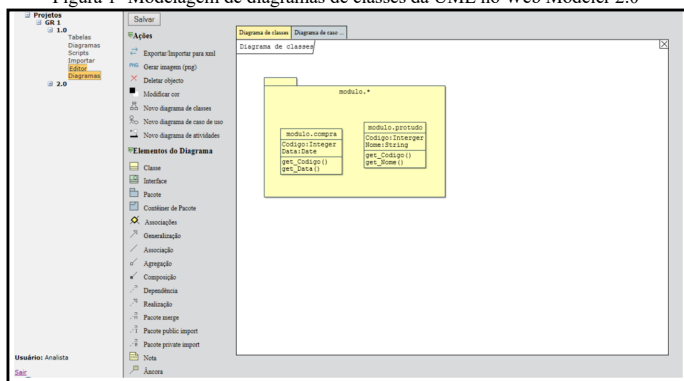 Figura 1- Modelagem de diagramas de classes da UML no Web Modeler 2.0
Projetos
GR 1
1.0
Tabelas
Diagramas
Scripts
Importar
Editor
Diagramas
2.0
Usuário: Analista
Sair
Salvar
Ações
Exportar/Importar para xml
PNG Gerar imagem (png)
Deletar objecto
Modificar cor
Novo diagrama de classes
Novo diagrama de caso de uso
Novo diagrama de atividades
Elementos do Diagrama
Classe
Interface
Pacote
Contêiner de Pacote
Associações
Generalização
Associação
Agregação
Composição
Dependência
Realização
Pacote merge
Pacote public import
Pacote private import
Nota
Âncora
Diagrama de classes
Diagrama de caso ...
Diagrama de classes
modulo.*
modulo.compra
Codigo:Integer
Data:Date
get_Codigo()
get_Data()
modulo.protudo
Codigo:Interger
Nome:String
get_Codigo()
get_Nome()